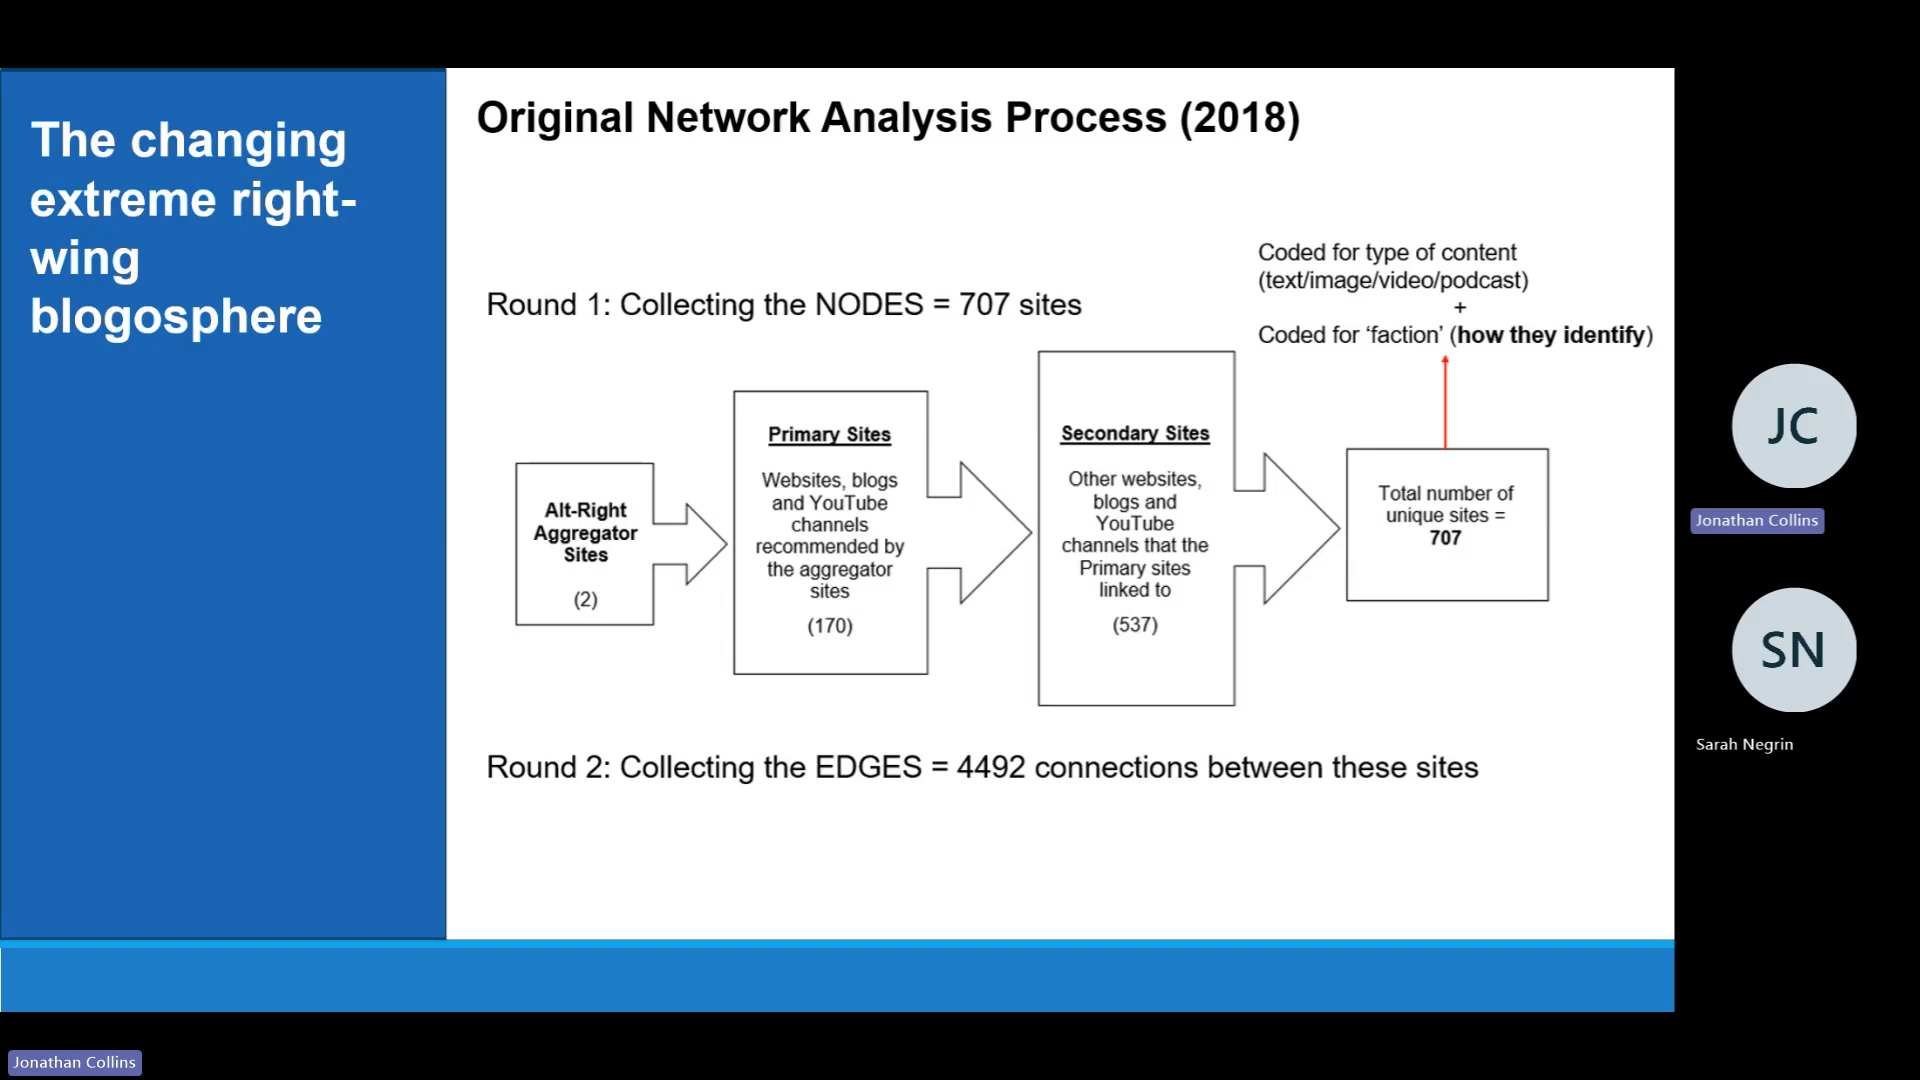 The changing
extreme right-
wing
blogosphere
Original Network Analysis Process (2018)
Coded for type of content
(text/image/video/podcast)
+
Coded for ‘faction’ (how they identify)
Round 1: Collecting the NODES = 707 sites
Alt-Right
Aggregator
Sites
(2)
Primary Sites
Websites, blogs
and YouTube
channels
recommended by
the aggregator
sites
(170)
Secondary Sites
Other websites,
blogs and
YouTube
channels that the
Primary sites
linked to
(537)
Total number of
unique sites =
707
Round 2: Collecting the EDGES = 4492 connections between these sites
JC
Jonathan Collins
SN
Sarah Negrin
Jonathan Collins